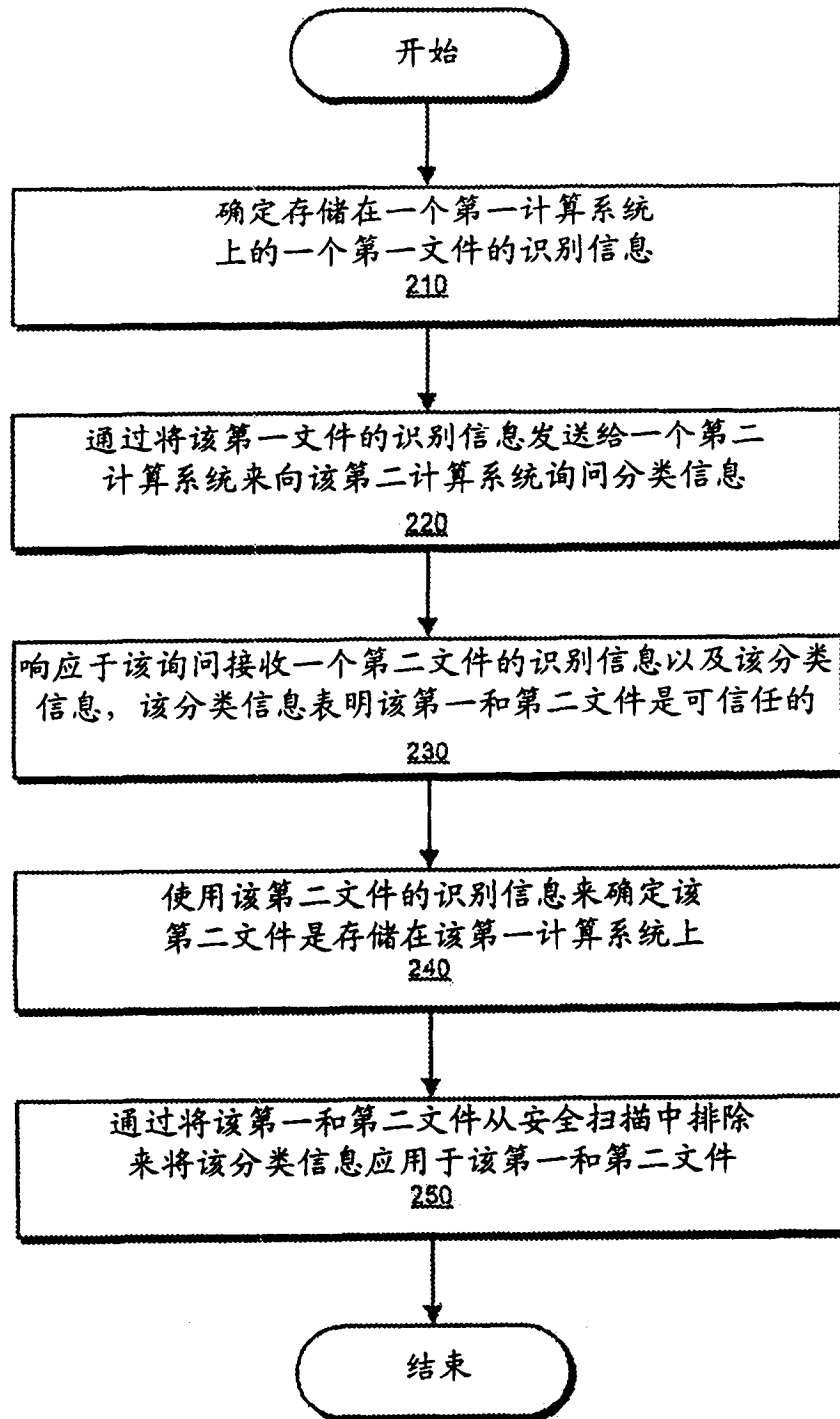 开始
确定存储在一个第一计算系统
上的一个第一文件的识别信息
210
通过将该第一文件的识别信息发送给一个第二
计算系统来向该第二计算系统询问分类信息
220
响应于该询问接收一个第二文件的识别信息以及该分类
信息，该分类信息表明该第一和第二文件是可信任的
230
使用该第二文件的识别信息来确定该
第二文件是存储在该第一计算系统上
240
通过将该第一和第二文件从安全扫描中排除
来将该分类信息应用于该第一和第二文件
250
结束